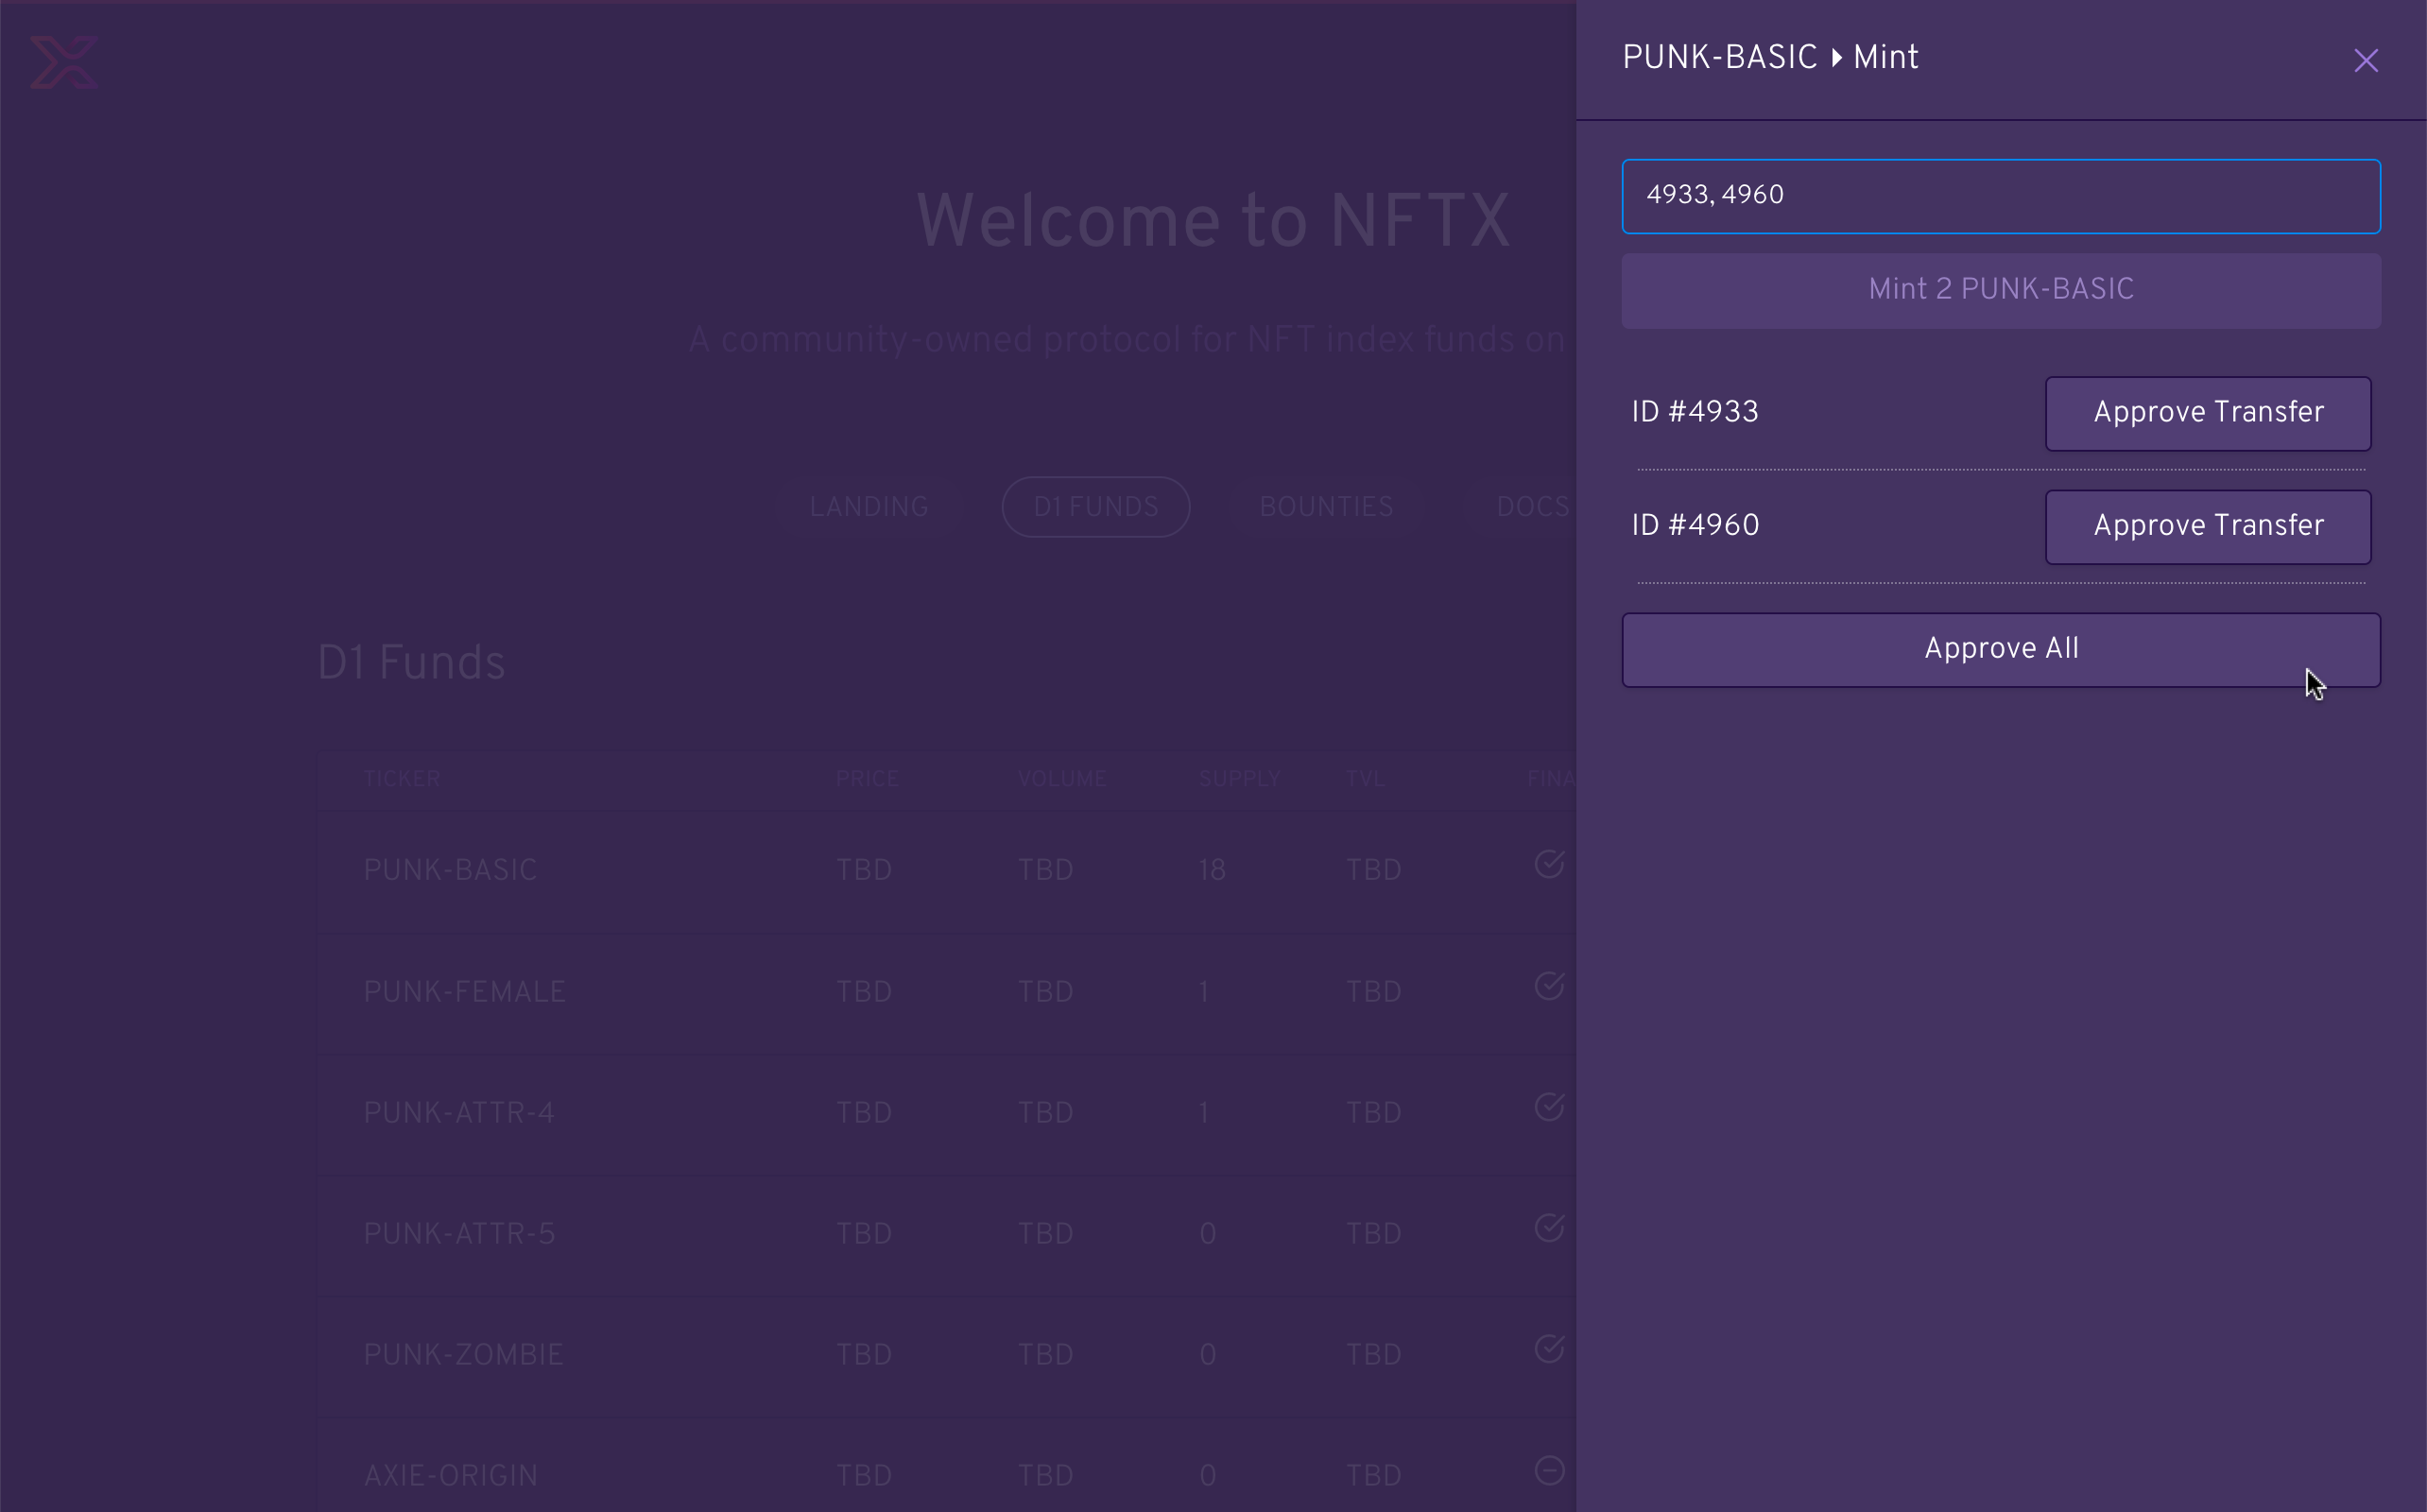 Welcome to NFTX
A community-owned protocol for NFT index funds on
LANDING D1 FUNDS BOUNTIES DOCS
D1 Funds
TICKER PRICE VOLUME SUPPLY TVL FINA
PUNK-BASIC TBD TBD 18 TBD
PUNK-FEMALE TBD TBD 1 TBD
PUNK-ATTR-4 TBD TBD 1 TBD
PUNK-ATTR-5 TBD TBD 0 TBD
PUNK-ZOMBIE TBD TBD 0 TBD
AXIE-ORIGIN TBD TBD 0 TBD
PUNK-BASIC Mint
4933, 4960
Mint 2 PUNK-BASIC
ID #4933 Approve Transfer
ID #4960 Approve Transfer
Approve All